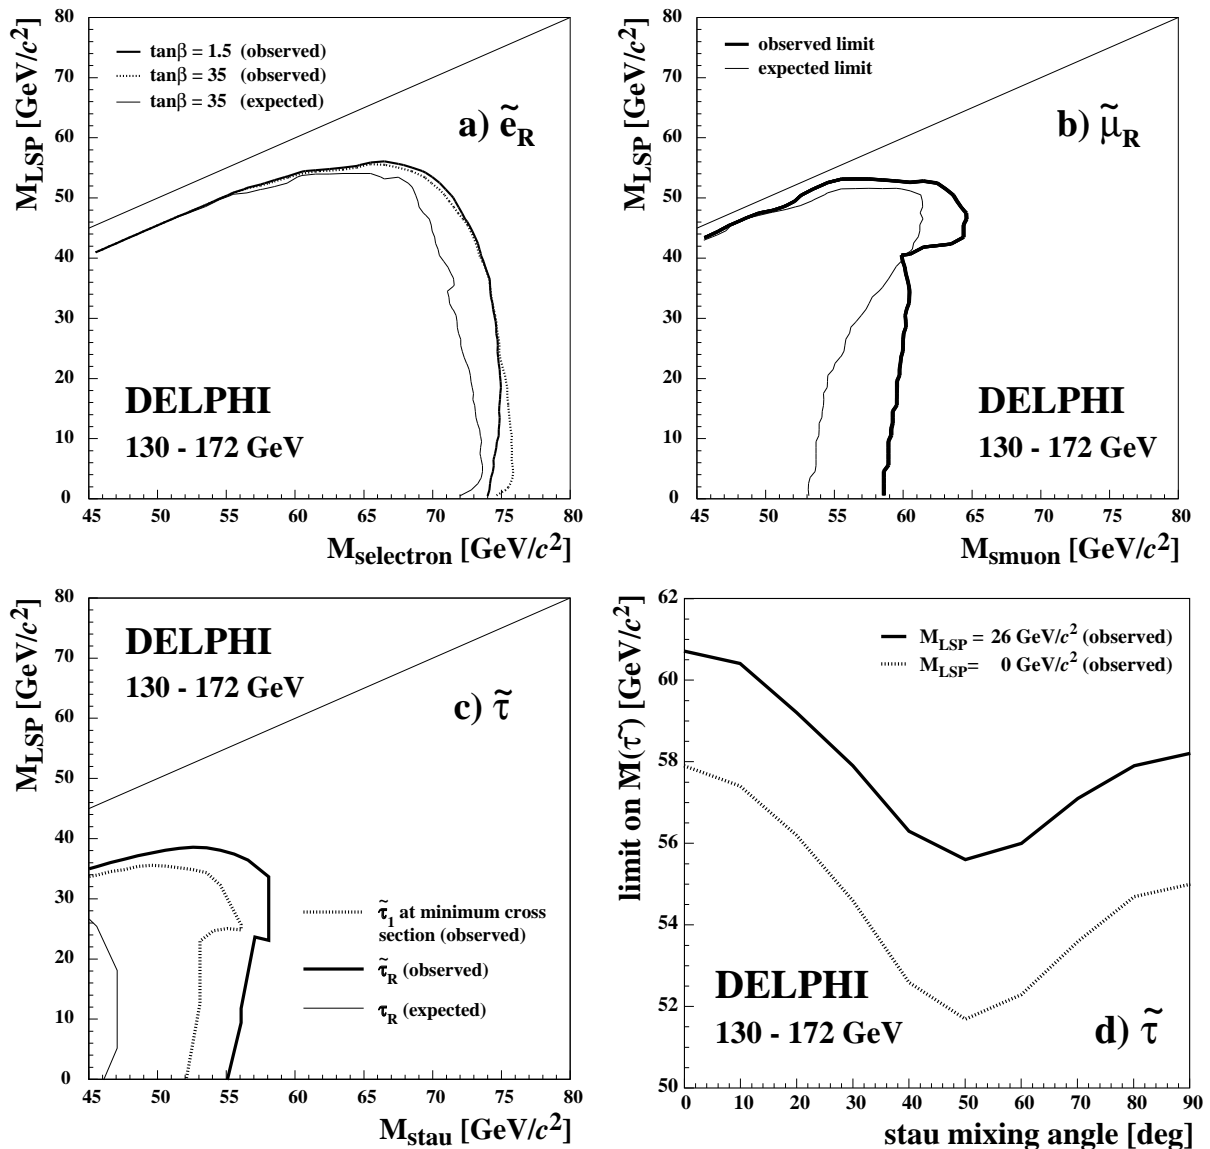 M_LSP [GeV/c²]
80
70
60
50
40
30
20
10
0
tanβ = 1.5 (observed)
tanβ = 35 (observed)
tanβ = 35 (expected)
a) ẽ_R
DELPHI
130 - 172 GeV
45 50 55 60 65 70 75 80
M_selectron [GeV/c²]
M_LSP [GeV/c²]
80
70
60
50
40
30
20
10
0
observed limit
expected limit
b) μ̃_R
DELPHI
130 - 172 GeV
45 50 55 60 65 70 75 80
M_smuon [GeV/c²]
M_LSP [GeV/c²]
80
70
60
50
40
30
20
10
0
DELPHI
130 - 172 GeV
c) τ̃
τ̃_1 at minimum cross
section (observed)
τ̃_R (observed)
τ_R (expected)
45 50 55 60 65 70 75 80
M_stau [GeV/c²]
limit on M(τ̃) [GeV/c²]
62
60
58
56
54
52
50
M_LSP = 26 GeV/c² (observed)
M_LSP = 0 GeV/c² (observed)
DELPHI
130 - 172 GeV
d) τ̃
0 10 20 30 40 50 60 70 80 90
stau mixing angle [deg]